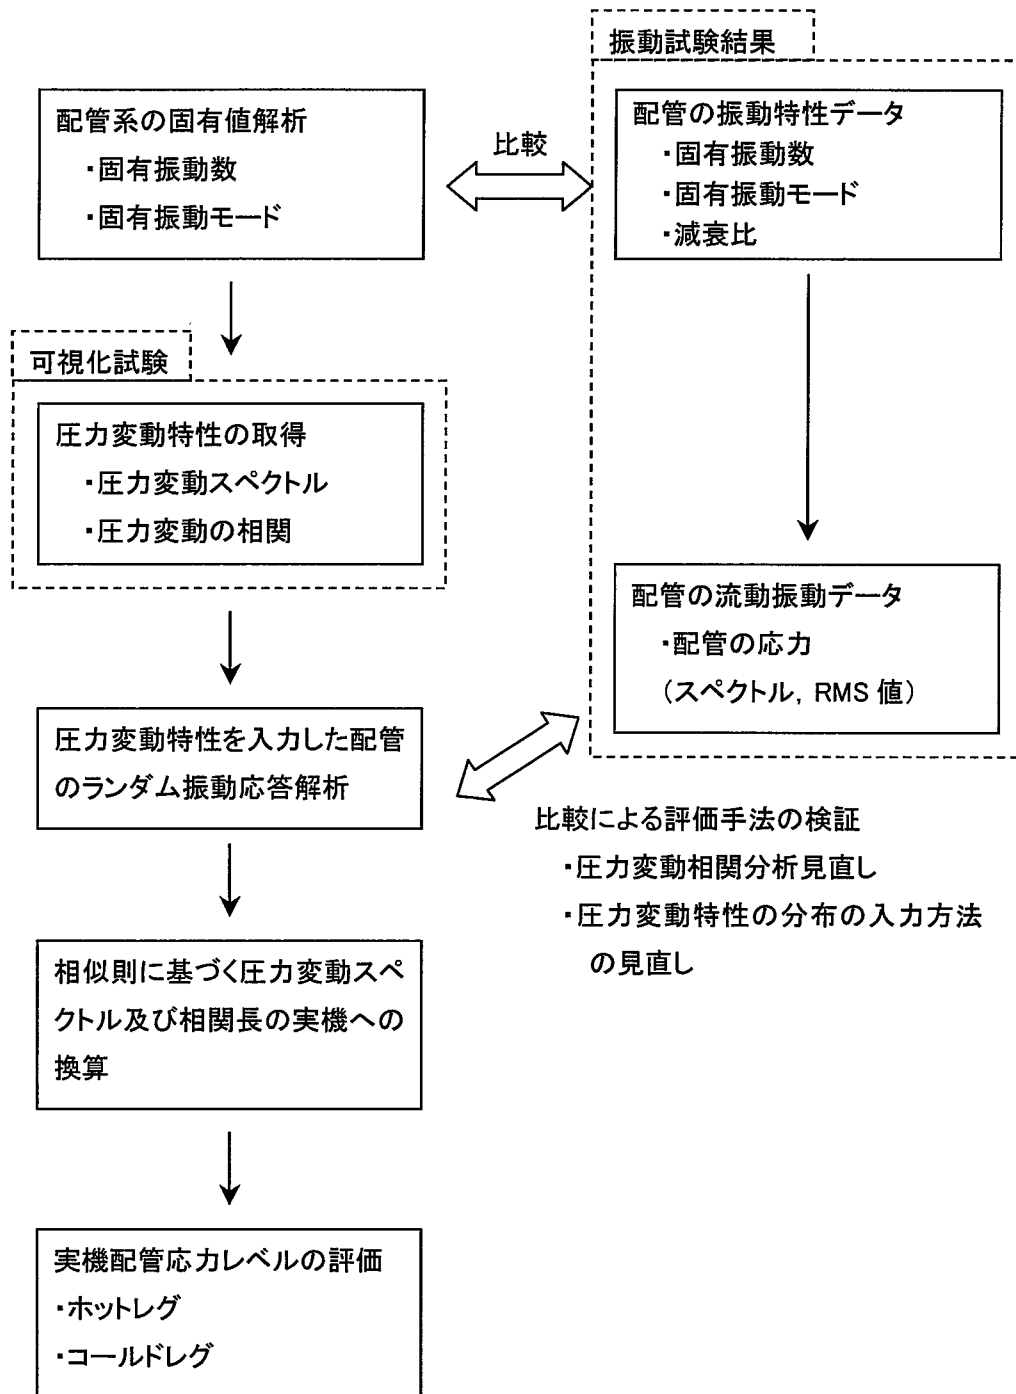 振動試験結果
配管系の固有値解析
・固有振動数
・固有振動モード
比較
配管の振動特性データ
・固有振動数
・固有振動モード
・減衰比
可視化試験
圧力変動特性の取得
・圧力変動スペクトル
・圧力変動の相関
配管の流動振動データ
・配管の応力
（スペクトル，RMS 値）
圧力変動特性を入力した配管
のランダム振動応答解析
比較による評価手法の検証
・圧力変動相関分析見直し
・圧力変動特性の分布の入力方法
の見直し
相似則に基づく圧力変動スペ
クトル及び相関長の実機への
換算
実機配管応力レベルの評価
・ホットレグ
・コールドレグ